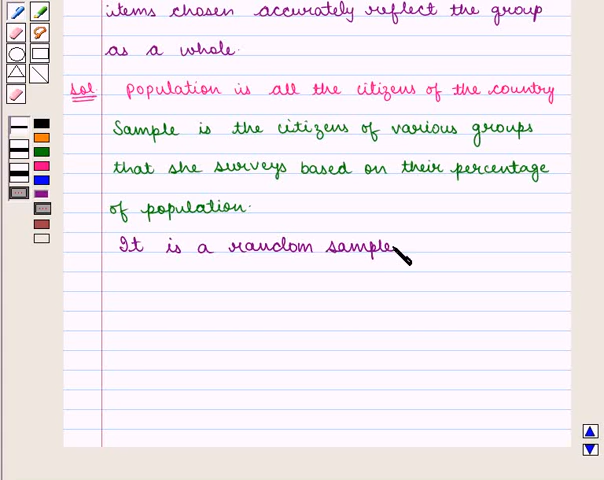 items chosen accurately reflect the group
as a whole.
Sol Population is all the citizens of the country
Sample is the citizens of various groups
that she surveys based on their percentage
of population.
It is a random sample